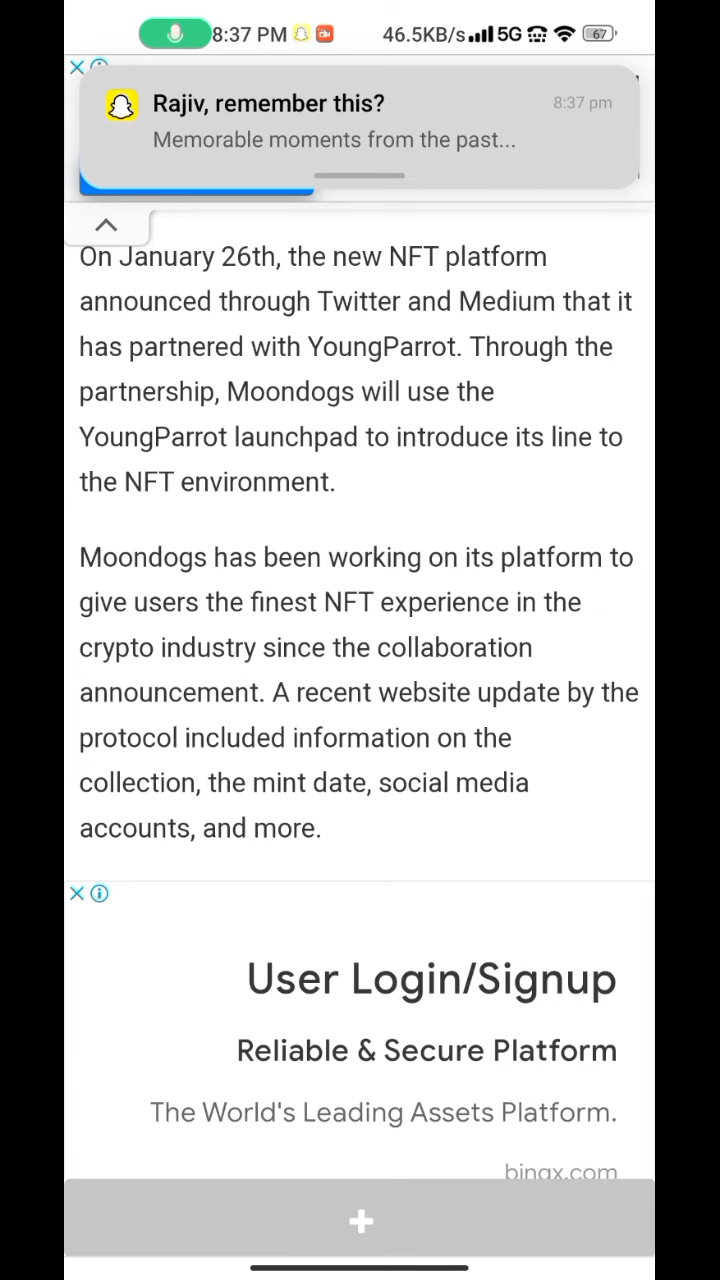 8:37 PM 46.5KB/s 5G 67
Rajiv, remember this? 8:37 pm
Memorable moments from the past...
On January 26th, the new NFT platform
announced through Twitter and Medium that it
has partnered with YoungParrot. Through the
partnership, Moondogs will use the
YoungParrot launchpad to introduce its line to
the NFT environment.
Moondogs has been working on its platform to
give users the finest NFT experience in the
crypto industry since the collaboration
announcement. A recent website update by the
protocol included information on the
collection, the mint date, social media
accounts, and more.
User Login/Signup
Reliable & Secure Platform
The World's Leading Assets Platform.
bingx.com